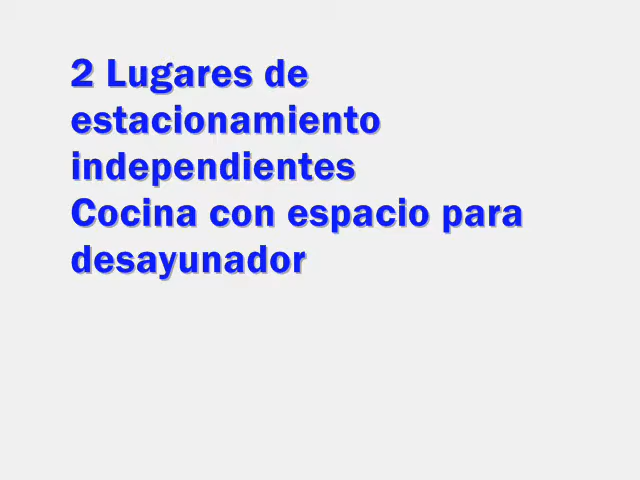 2 Lugares de
estacionamiento
independientes
Cocina con espacio para
desayunador